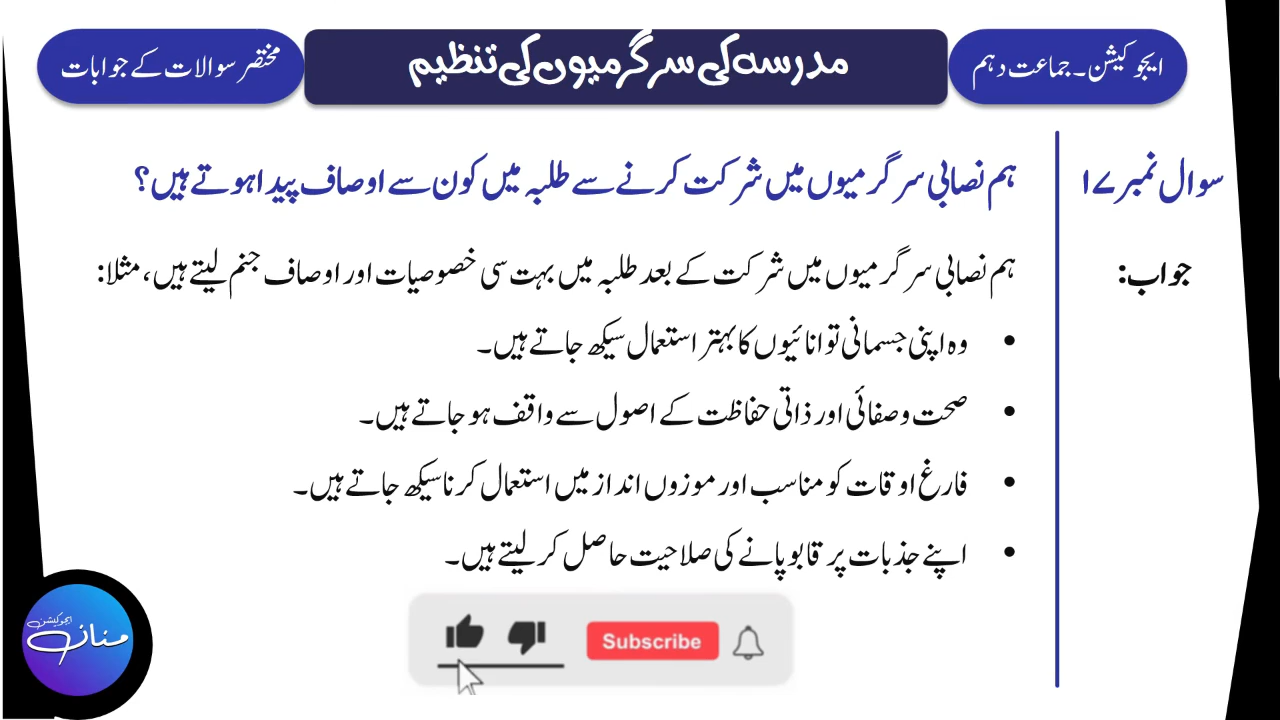 ایجوکیشن۔ جماعت دہم
مدرسہ کی سرگرمیوں کی تنظیم
مختصر سوالات کے جوابات
سوال نمبر ۱۷
ہم نصابی سرگرمیوں میں شرکت کرنے سے طلبہ میں کون سے اوصاف پیدا ہوتے ہیں؟
جواب:
ہم نصابی سرگرمیوں میں شرکت کے بعد طلبہ میں بہت سی خصوصیات اور اوصاف جنم لیتے ہیں، مثلا:
• وہ اپنی جسمانی توانائیوں کا بہتر استعمال سیکھ جاتے ہیں۔
• صحت و صفائی اور ذاتی حفاظت کے اصول سے واقف ہو جاتے ہیں۔
• فارغ اوقات کو مناسب اور موزوں انداز میں استعمال کرنا سیکھ جاتے ہیں۔
• اپنے جذبات پر قابو پانے کی صلاحیت حاصل کر لیتے ہیں۔
Subscribe
ایجوکیشن